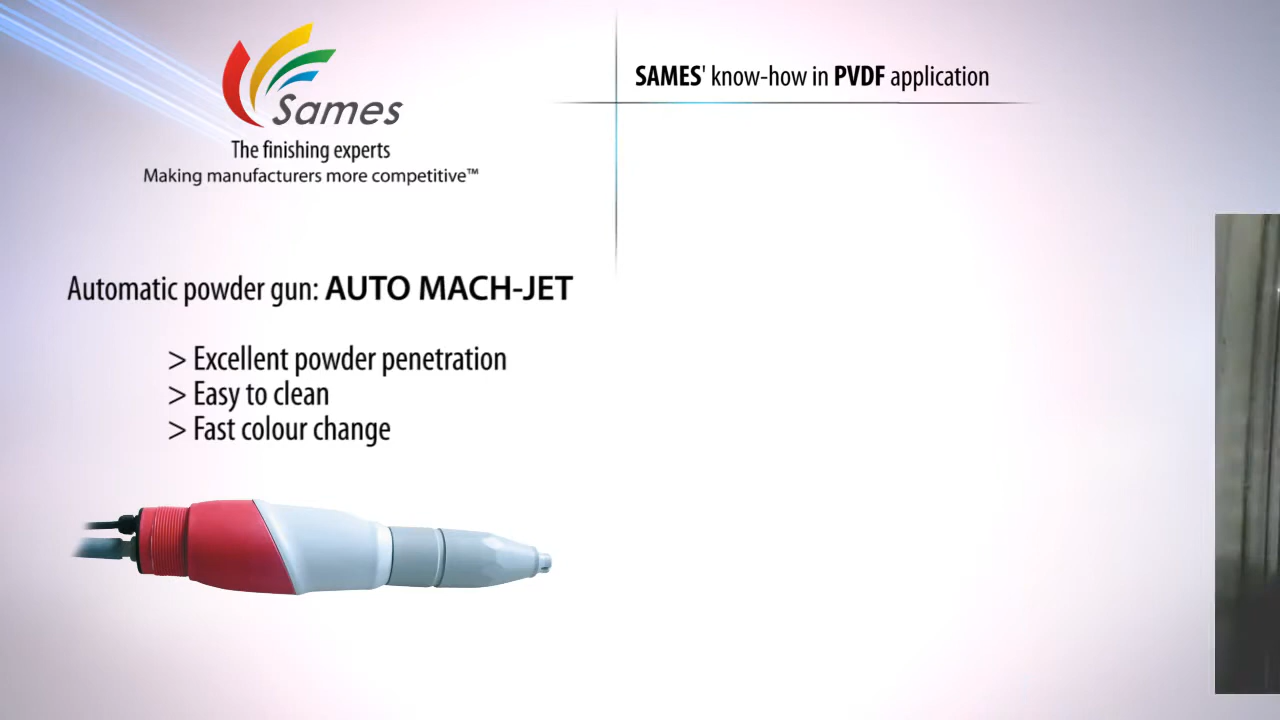 Sames
The finishing experts
Making manufacturers more competitive™
SAMES' know-how in PVDF application
Automatic powder gun: AUTO MACH-JET
> Excellent powder penetration
> Easy to clean
> Fast colour change